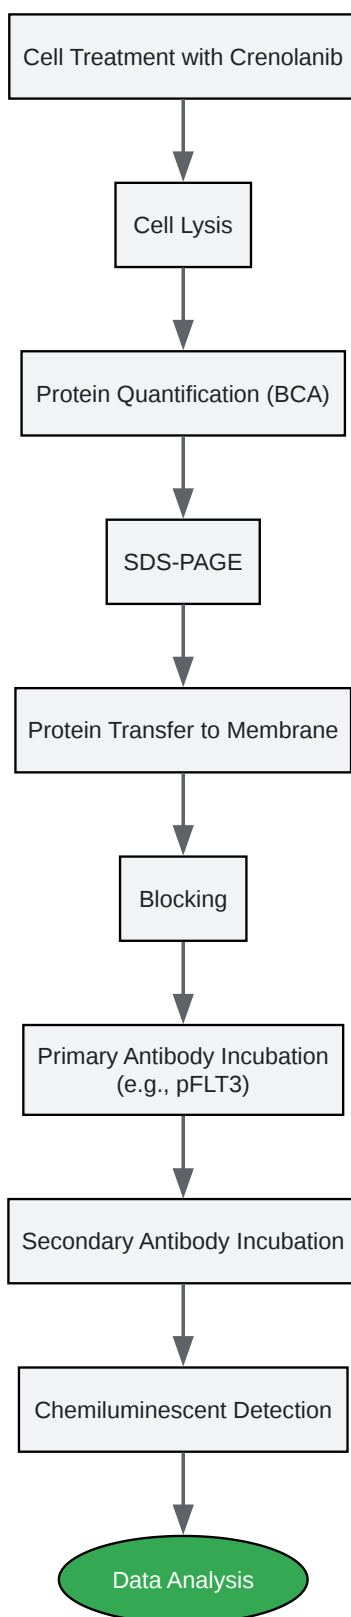 Cell Treatment with Crenolanib
Cell Lysis
Protein Quantification (BCA)
SDS-PAGE
Protein Transfer to Membrane
Blocking
Primary Antibody Incubation
(e.g., pFLT3)
Secondary Antibody Incubation
Chemiluminescent Detection
Data Analysis